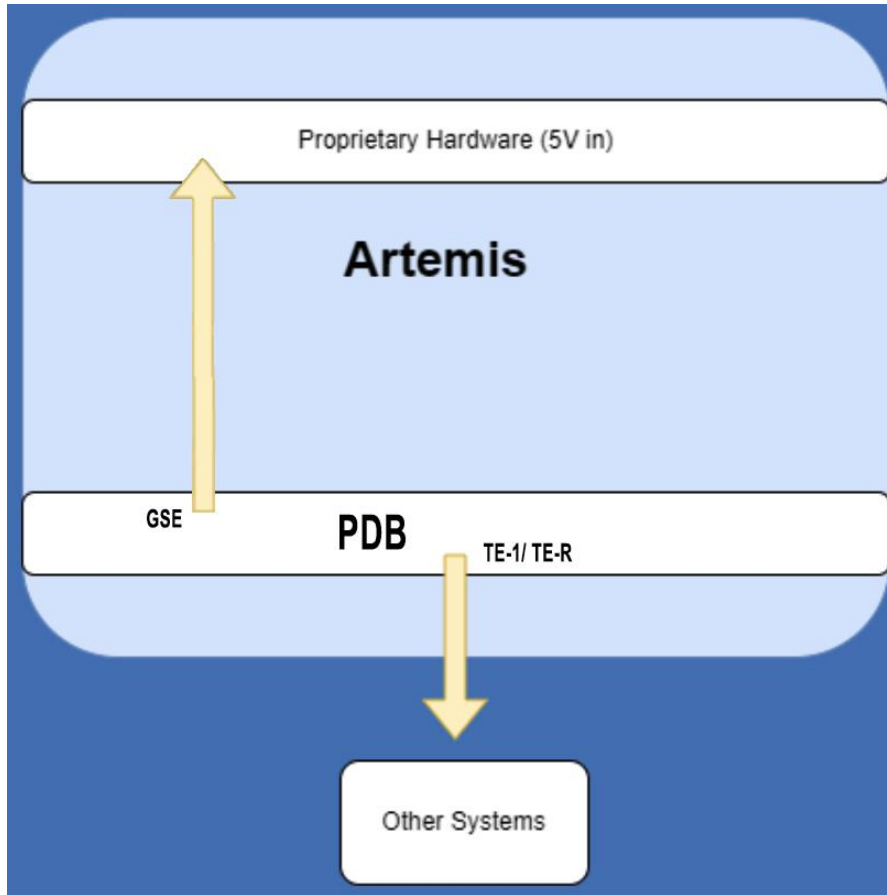 Proprietary Hardware (5V in)
Artemis
GSE
PDB
TE-1/ TE-R
Other Systems